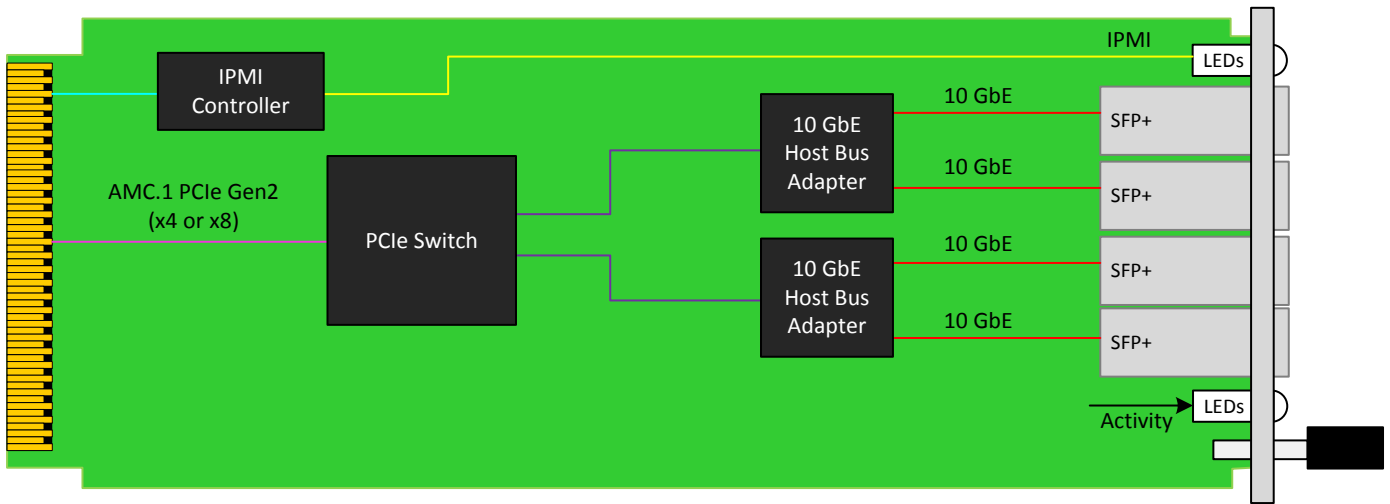 IPMI
LEDs
IPMI
Controller
10 GbE
SFP+
10 GbE
Host Bus
Adapter
10 GbE
SFP+
AMC.1 PCIe Gen2
(x4 or x8)
PCIe Switch
10 GbE
SFP+
10 GbE
Host Bus
Adapter
10 GbE
SFP+
LEDs
Activity